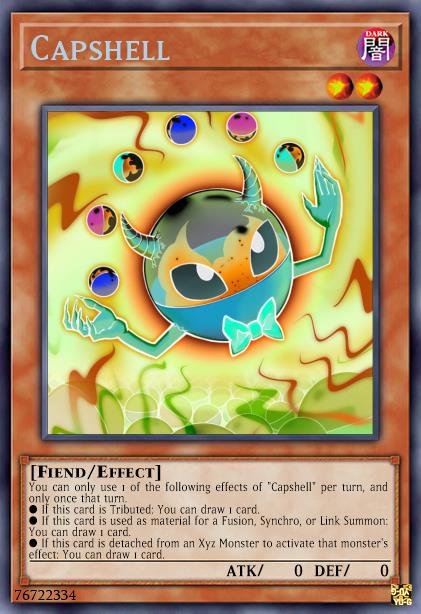 CAPSHELL
DARK
闇
[FIEND/EFFECT]
You can only use 1 of the following effects of "Capshell" per turn, and
only once that turn.
● If this card is Tributed: You can draw 1 card.
● If this card is used as material for a Fusion, Synchro, or Link Summon:
You can draw 1 card.
● If this card is detached from an Xyz Monster to activate that monster's
effect: You can draw 1 card.
ATK/ 0 DEF/ 0
76722334